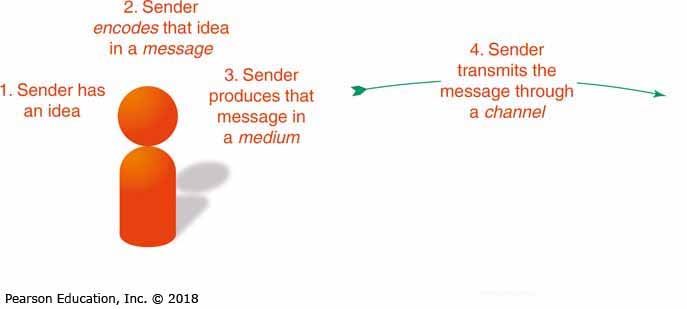 1. Sender has
an idea
2. Sender
encodes that idea
in a message
3. Sender
produces that
message in
a medium
4. Sender
transmits the
message through
a channel
Pearson Education, Inc. © 2018